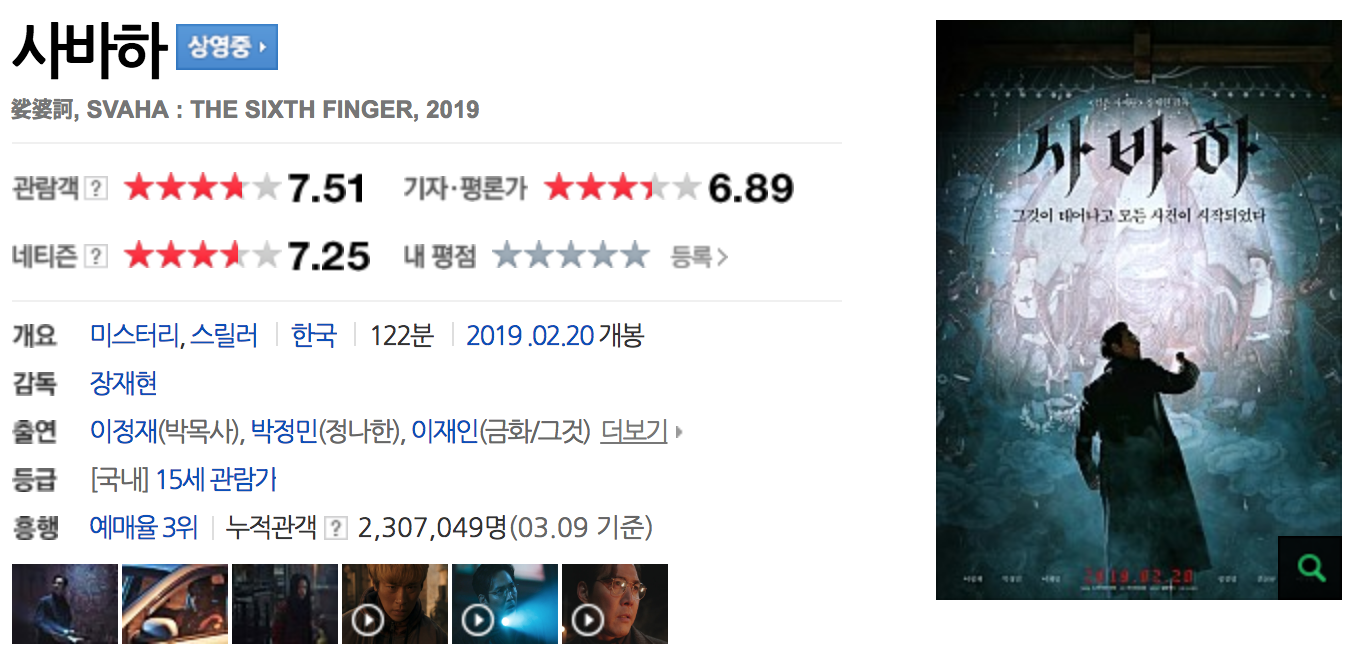 사바하 상영중
娑婆訶, SVAHA : THE SIXTH FINGER, 2019
관람객 ? 7.51 기자·평론가 6.89
네티즌 ? 7.25 내 평점 등록 >
개요 미스터리, 스릴러 한국 122분 2019 .02.20 개봉
감독 장재현
출연 이정재(박목사), 박정민(정나한), 이재인(금화/그것) 더보기
등급 [국내] 15세 관람가
흥행 예매율 3위 누적관객 ? 2,307,049명(03.09 기준)
사바하
그것이 태어나고 모든 사건이 시작되었다
2019.02.20